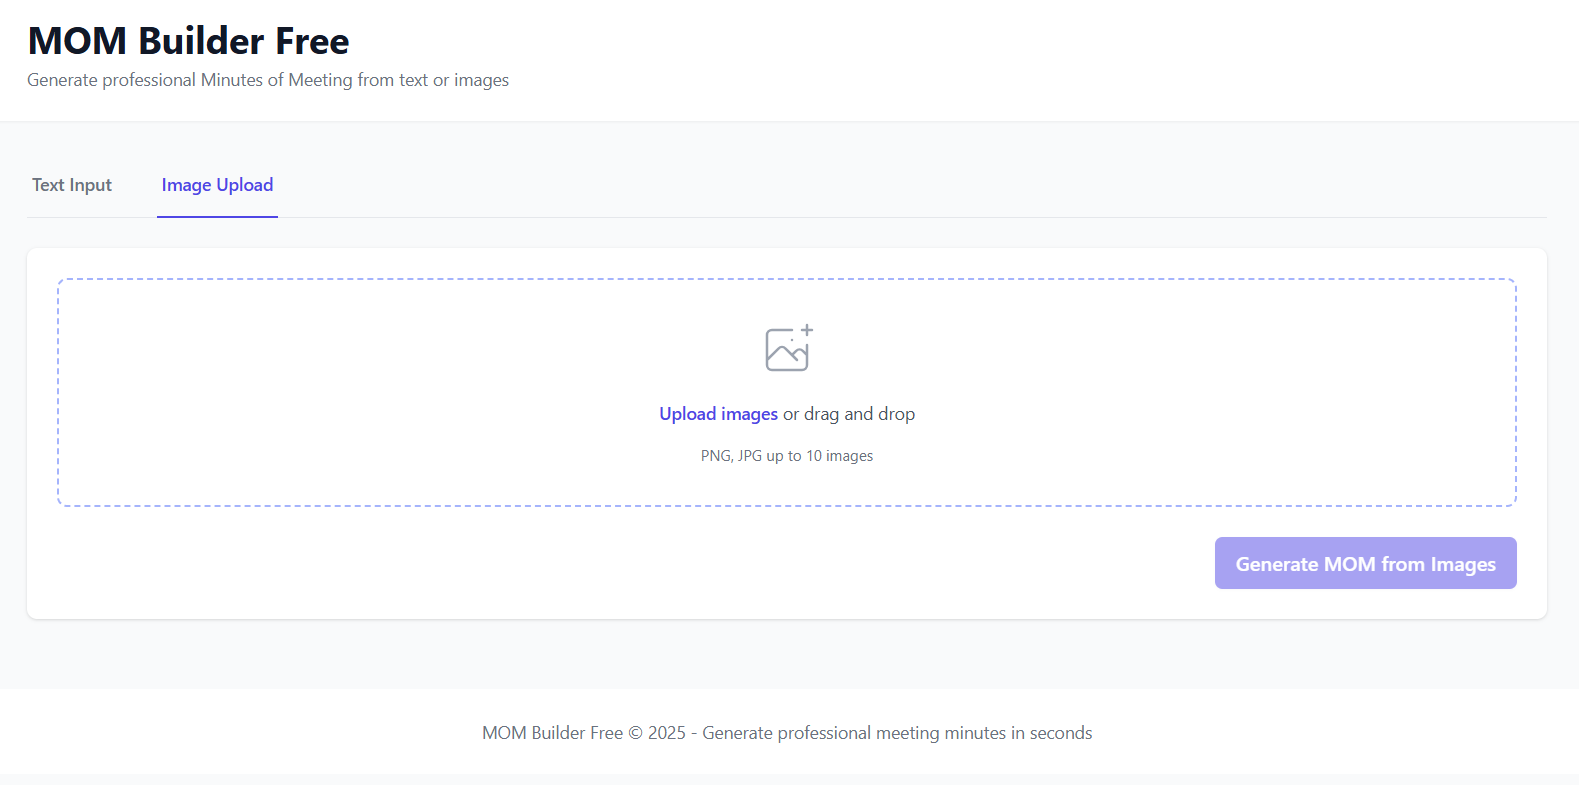 MOM Builder Free
Generate professional Minutes of Meeting from text or images
Text Input
Image Upload
Upload images or drag and drop
PNG, JPG up to 10 images
Generate MOM from Images
MOM Builder Free © 2025 - Generate professional meeting minutes in seconds